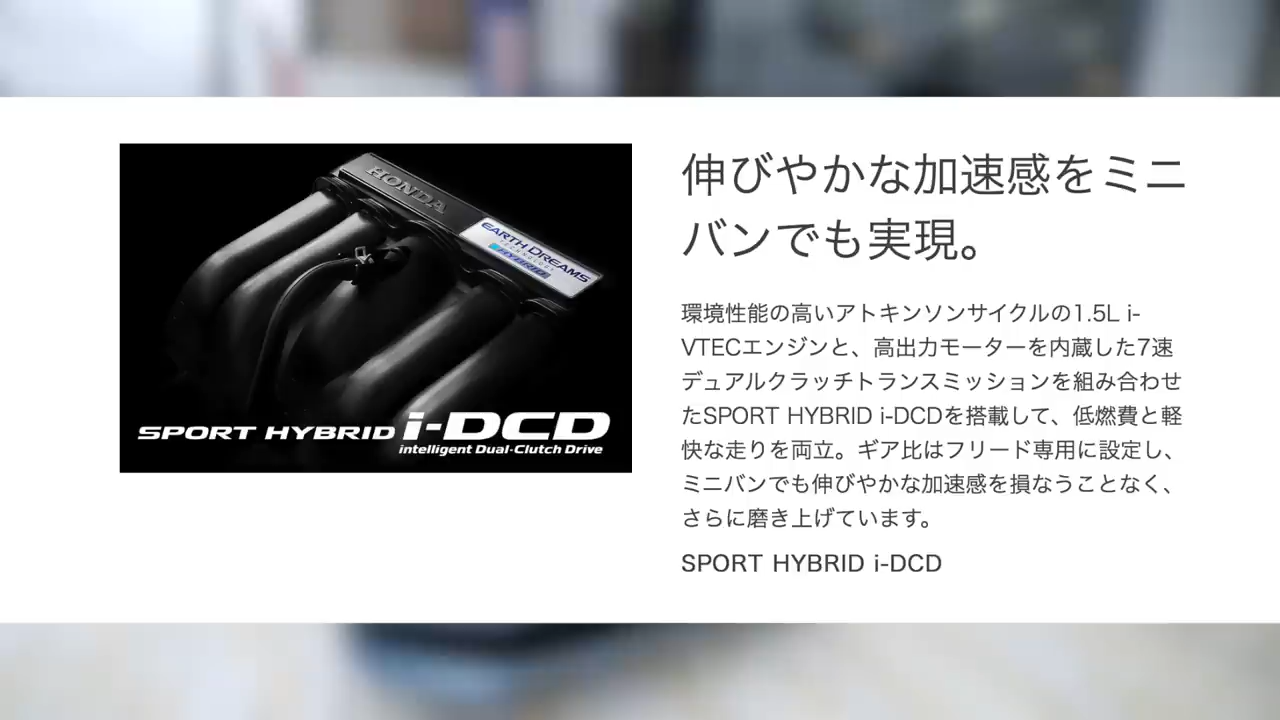 HONDA
EARTH DREAMS
TECHNOLOGY
HYBRID
SPORT HYBRID i-DCD
intelligent Dual-Clutch Drive
伸びやかな加速感をミニ
バンでも実現。
環境性能の高いアトキンソンサイクルの1.5L i-
VTECエンジンと、高出力モーターを内蔵した7速
デュアルクラッチトランスミッションを組み合わせ
たSPORT HYBRID i-DCDを搭載して、低燃費と軽
快な走りを両立。ギア比はフリード専用に設定し、
ミニバンでも伸びやかな加速感を損なうことなく、
さらに磨き上げています。
SPORT HYBRID i-DCD